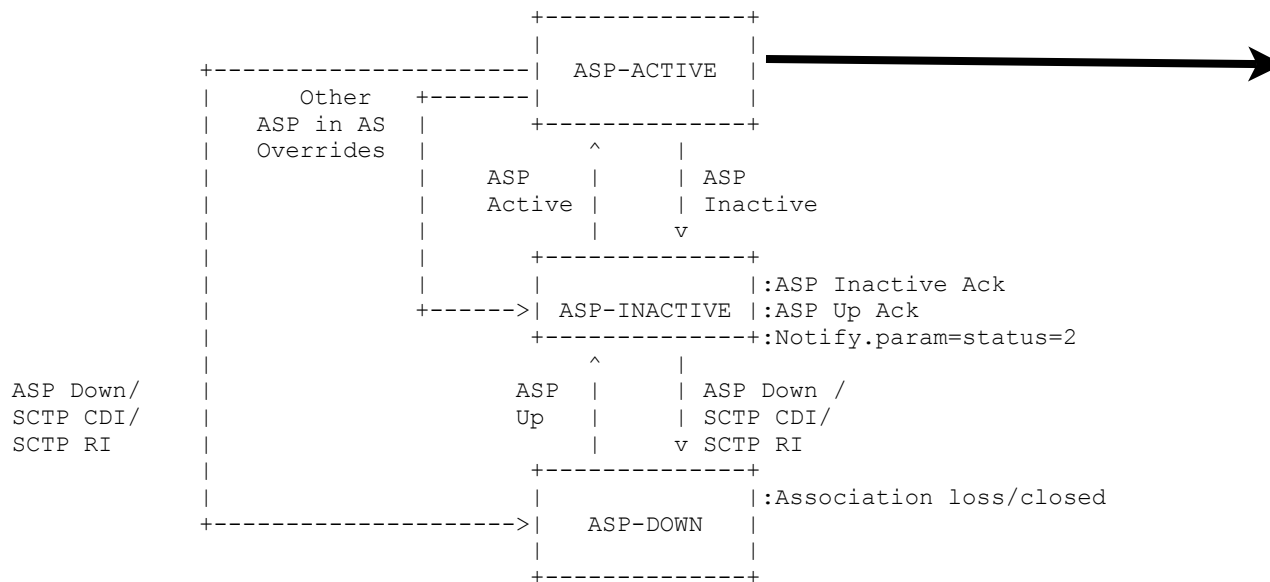 ASP-ACTIVE
Other
ASP in AS
Overrides
ASP ASP
Active Inactive
:ASP Inactive Ack
ASP-INACTIVE :ASP Up Ack
:Notify.param=status=2
ASP Down/ ASP ASP Down /
SCTP CDI/ Up SCTP CDI/
SCTP RI v SCTP RI
:Association loss/closed
ASP-DOWN